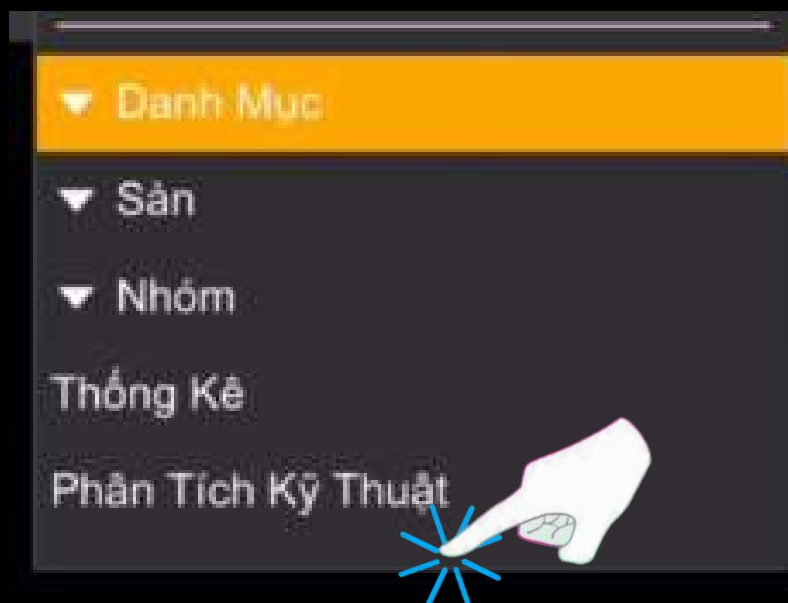 Danh Mục
Sàn
Nhóm
Thống Kê
Phân Tích Kỹ Thuật